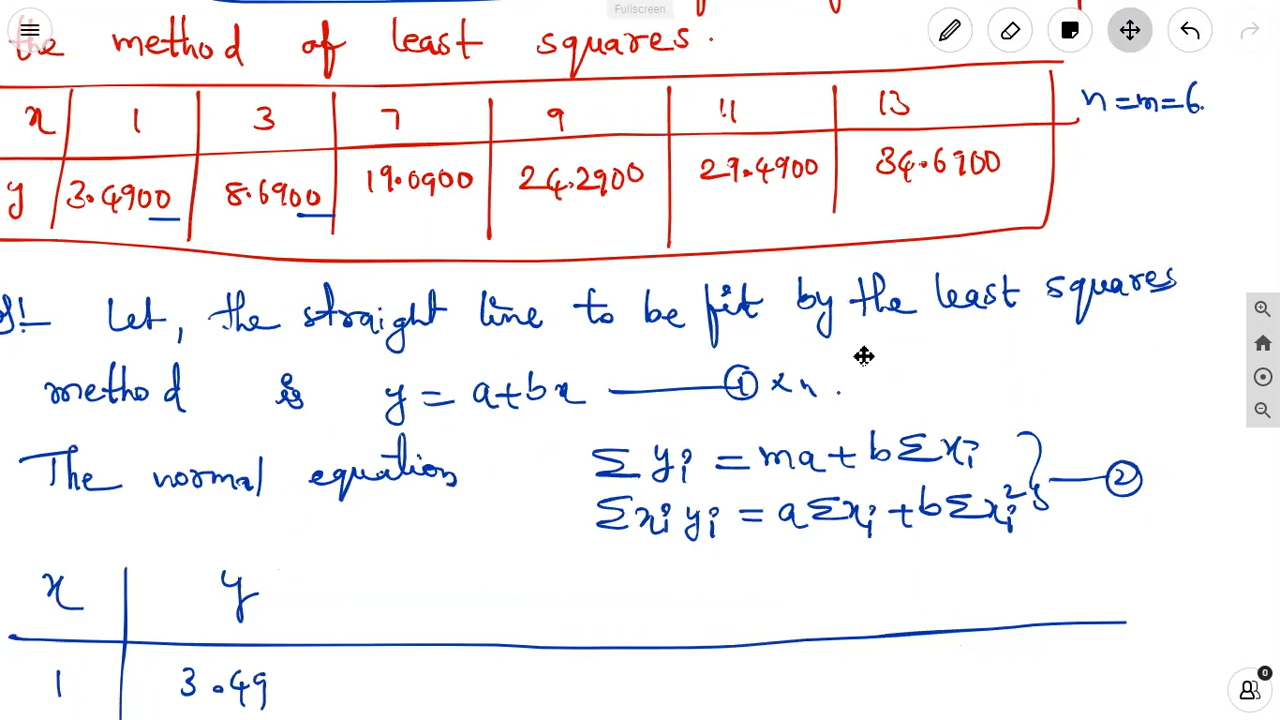 Fullscreen
the method of least squares.
x 1 3 7 9 11 13 n=m=6.
y 3.4900 8.6900 19.0900 24.2900 29.4900 34.6900
Let, the straight line to be fit by the least squares
method is y = a+bx ① × n.
The normal equation Σyi = ma + bΣxi
Σxiyi = aΣxi + bΣxi² ②
x y
1 3.49
0